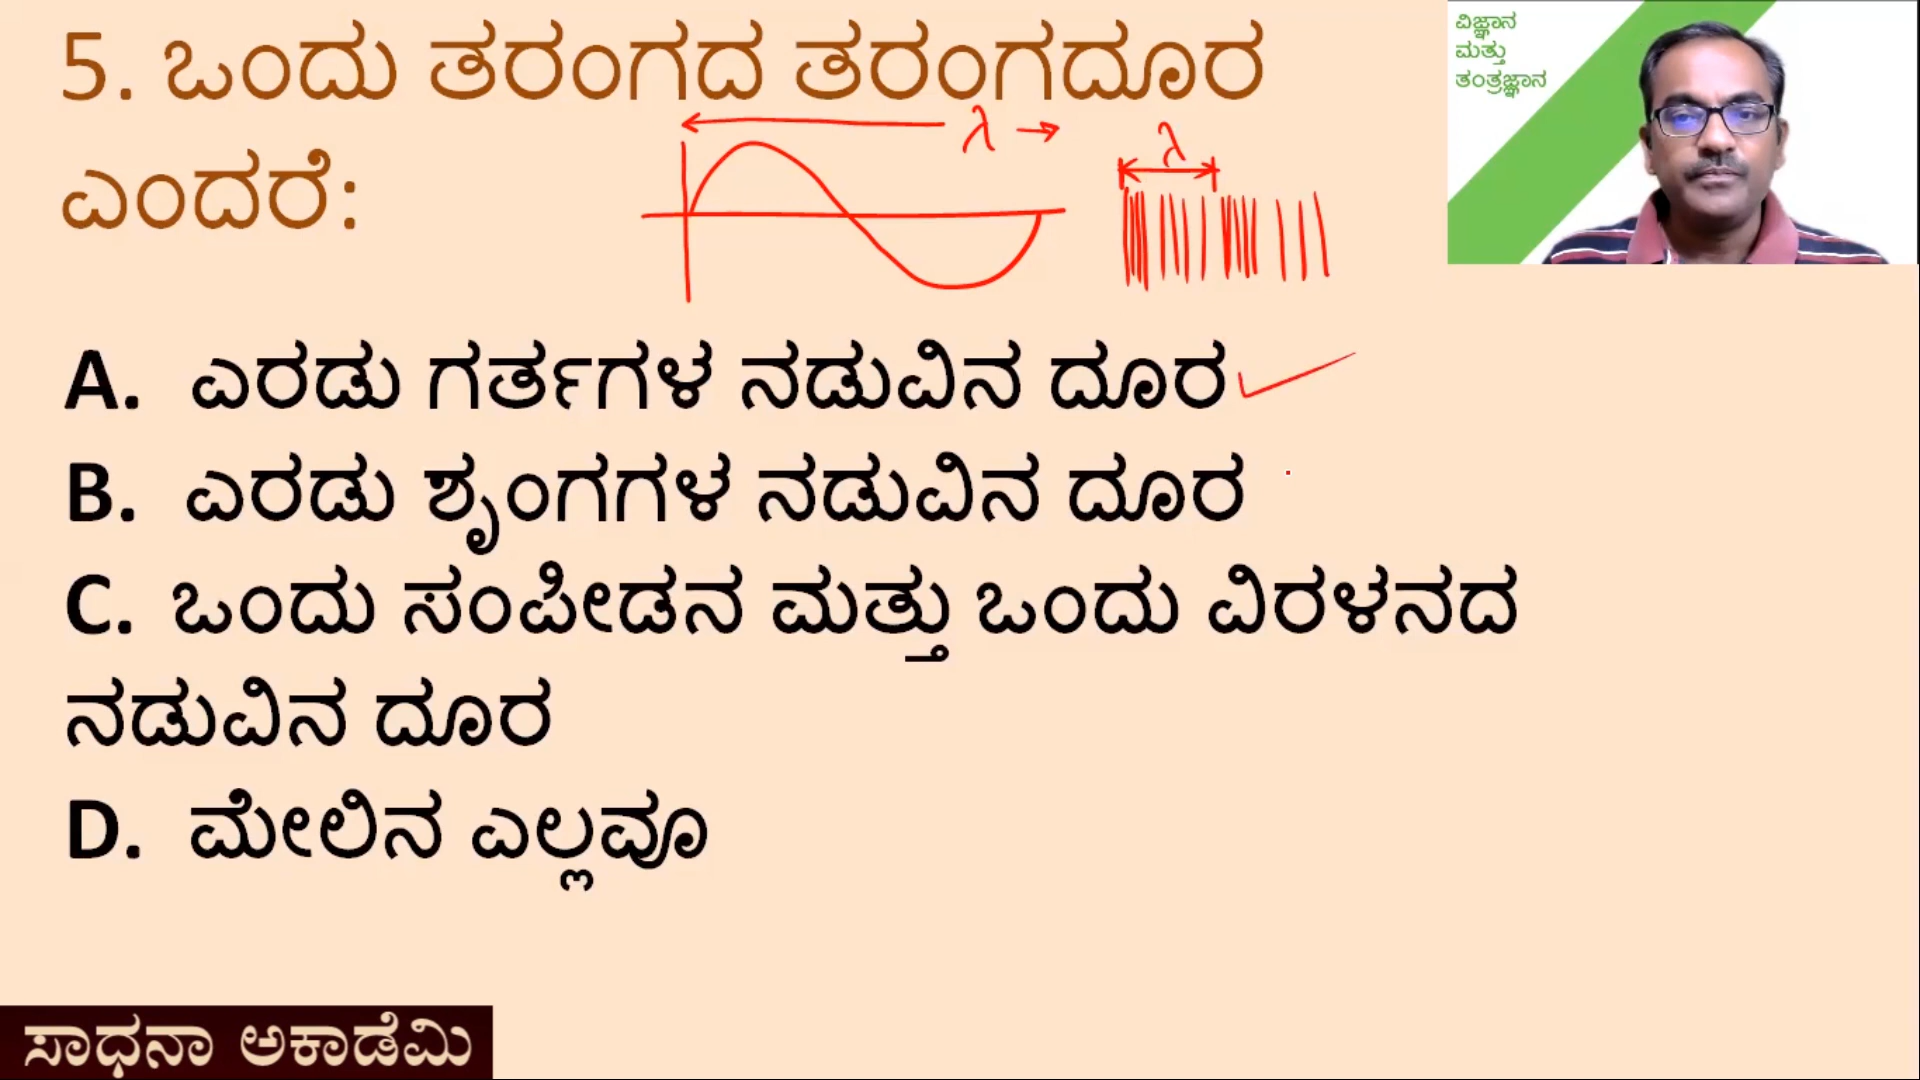 5. ಒಂದು ತರಂಗದ ತರಂಗದೂರ
ಎಂದರೆ:
λ
λ
A. ಎರಡು ಗರ್ತಗಳ ನಡುವಿನ ದೂರ
B. ಎರಡು ಶೃಂಗಗಳ ನಡುವಿನ ದೂರ
C. ಒಂದು ಸಂಪೀಡನ ಮತ್ತು ಒಂದು ವಿರಳನದ
ನಡುವಿನ ದೂರ
D. ಮೇಲಿನ ಎಲ್ಲವೂ
ವಿಜ್ಞಾನ
ಮತ್ತು
ತಂತ್ರಜ್ಞಾನ
ಸಾಧನಾ ಅಕಾಡೆಮಿ